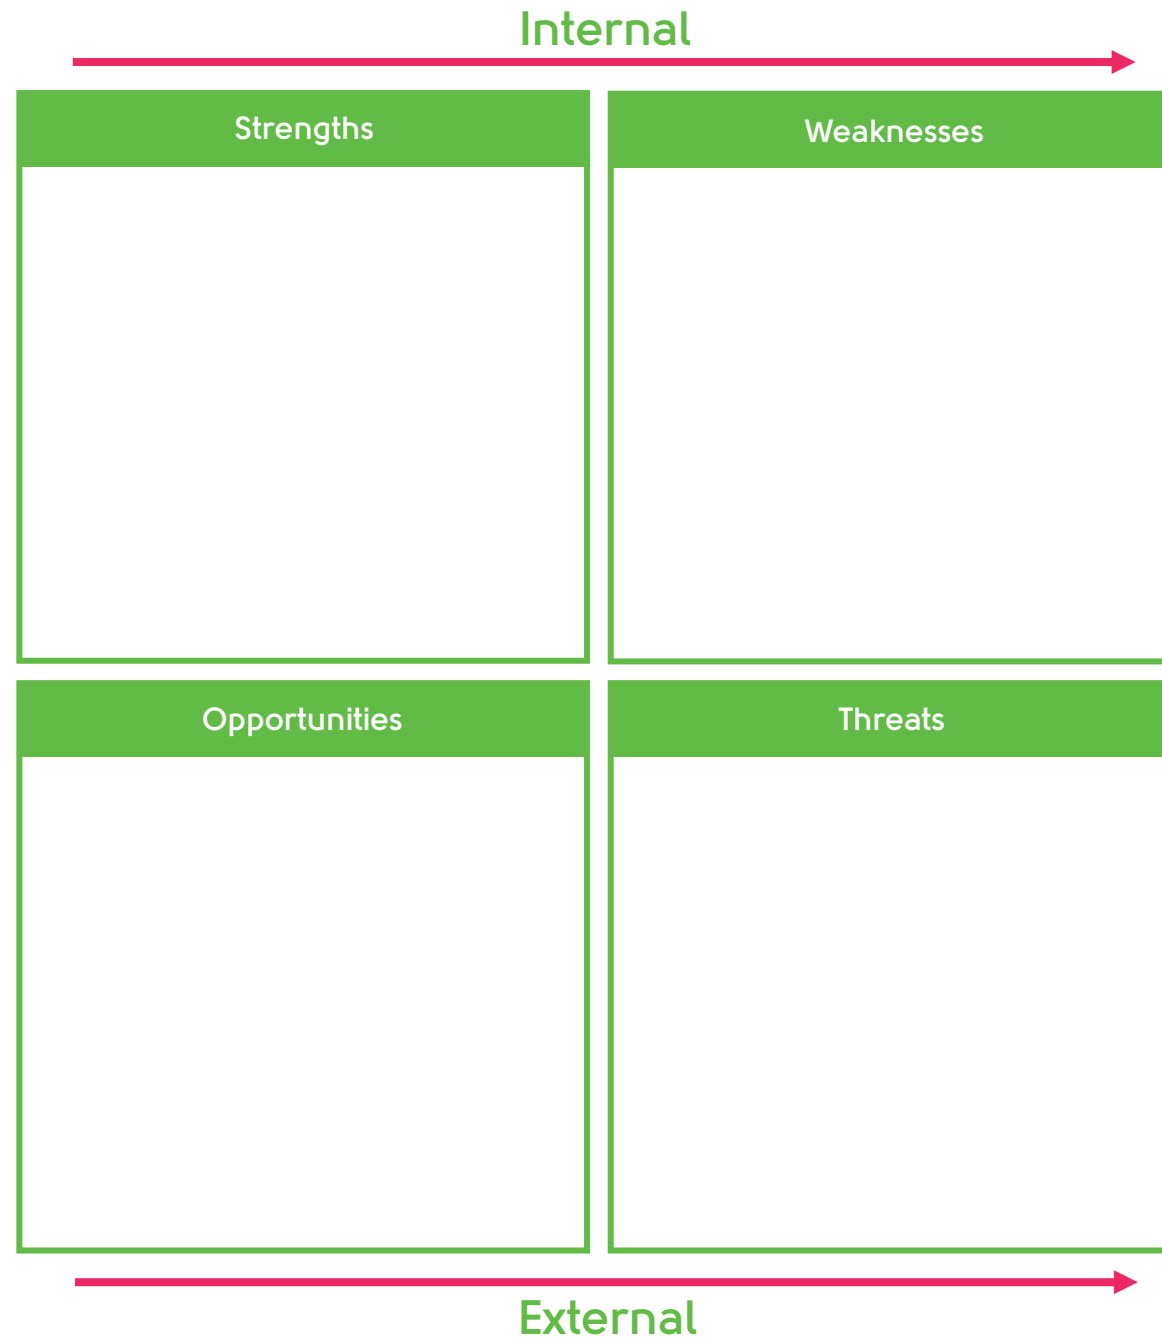 Internal
Strengths
Weaknesses
Opportunities
Threats
External